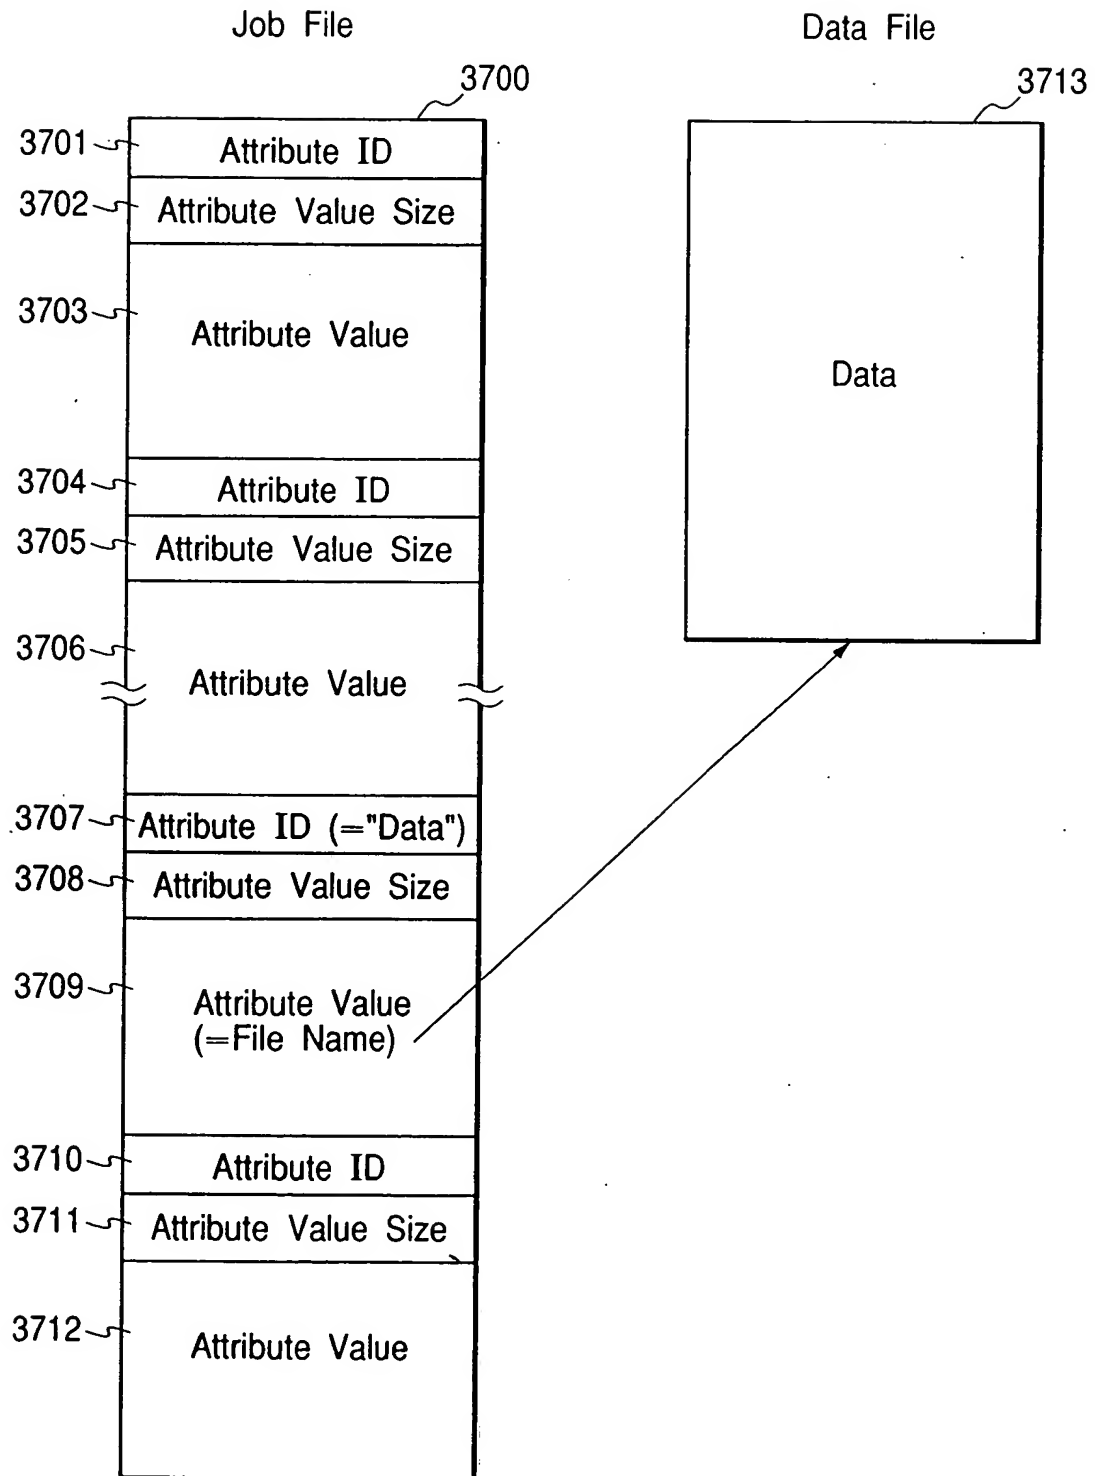 Job File
Data File
3700
3713
3701
Attribute ID
3702
Attribute Value Size
3703
Attribute Value
Data
3704
Attribute ID
3705
Attribute Value Size
3706
Attribute Value
3707
Attribute ID (="Data")
3708
Attribute Value Size
3709
Attribute Value
(=File Name)
3710
Attribute ID
3711
Attribute Value Size
3712
Attribute Value